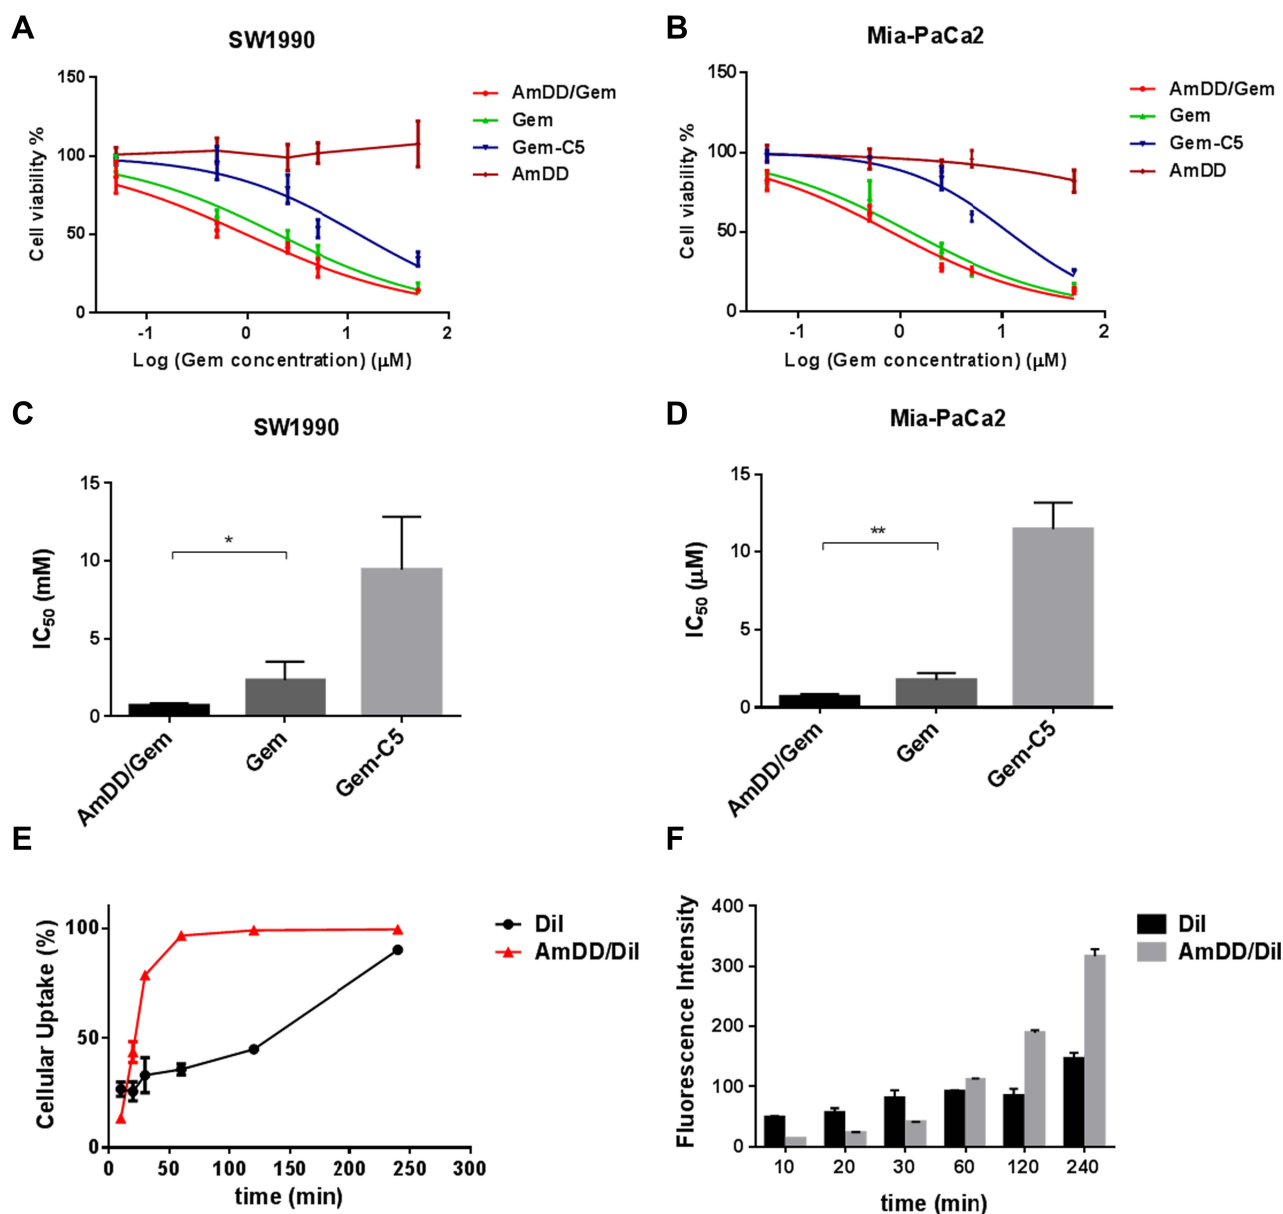 A
SW1990
150
100
50
0
Cell viability %
-1
0
1
2
Log (Gem concentration) (μM)
AmDD/Gem
Gem
Gem-C5
AmDD
B
Mia-PaCa2
150
100
50
0
Cell viability %
-1
0
1
2
Log (Gem concentration) (μM)
AmDD/Gem
Gem
Gem-C5
AmDD
C
SW1990
15
10
5
0
IC50 (mM)
*
AmDD/Gem
Gem
Gem-C5
D
Mia-PaCa2
15
10
5
0
IC50 (μM)
**
AmDD/Gem
Gem
Gem-C5
E
100
50
0
Cellular Uptake (%)
0
50
100
150
200
250
300
time (min)
Dil
AmDD/Dil
F
400
300
200
100
0
Fluorescence Intensity
10
20
30
60
120
240
time (min)
Dil
AmDD/Dil